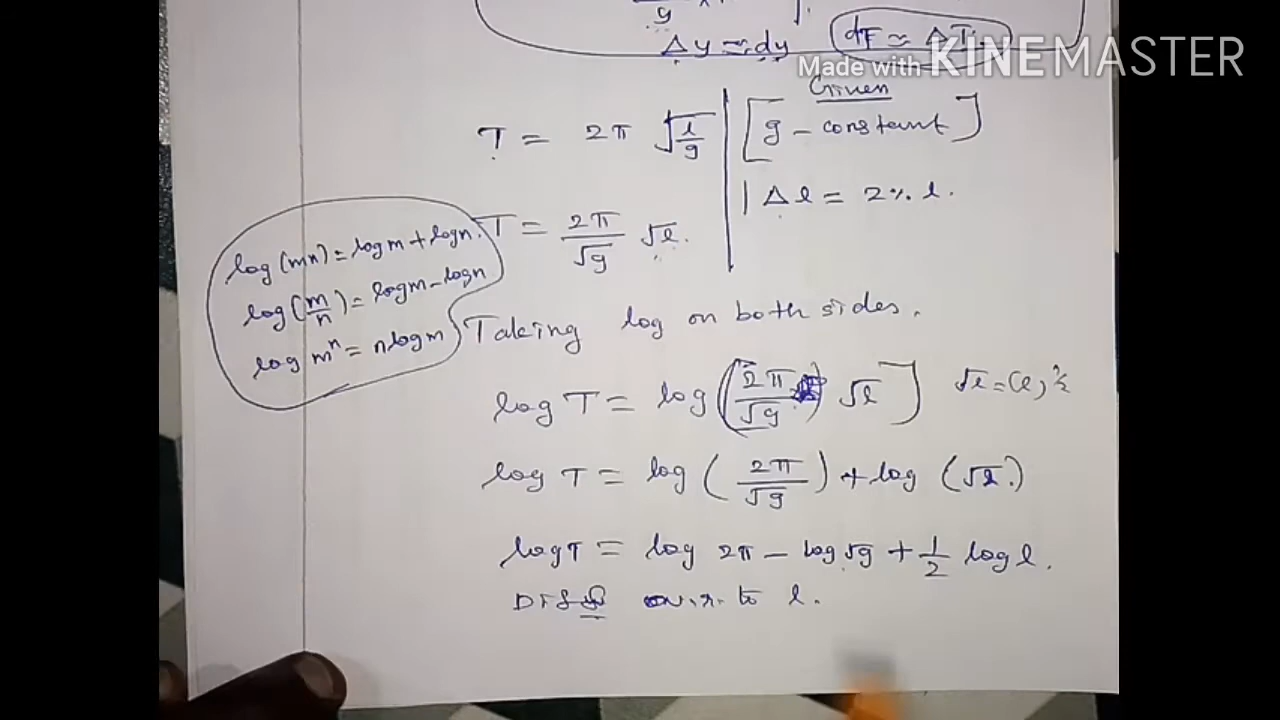 y
Δy ≈ dy dT ≈ ΔT
Made with KINEMASTER
Given
T = 2π √(l/g) [g - constant]
Δl = 2% l.
T = 2π/√g √l.
log(mn) = log m + log n.
log(m/n) = log m - log n
log m^n = n log m
Taking log on both sides.
log T = log (2π/√g √l] √l = (l)^½
log T = log (2π/√g) + log (√l.)
log T = log 2π - log √g + 1/2 log l.
Diff w.r. to l.